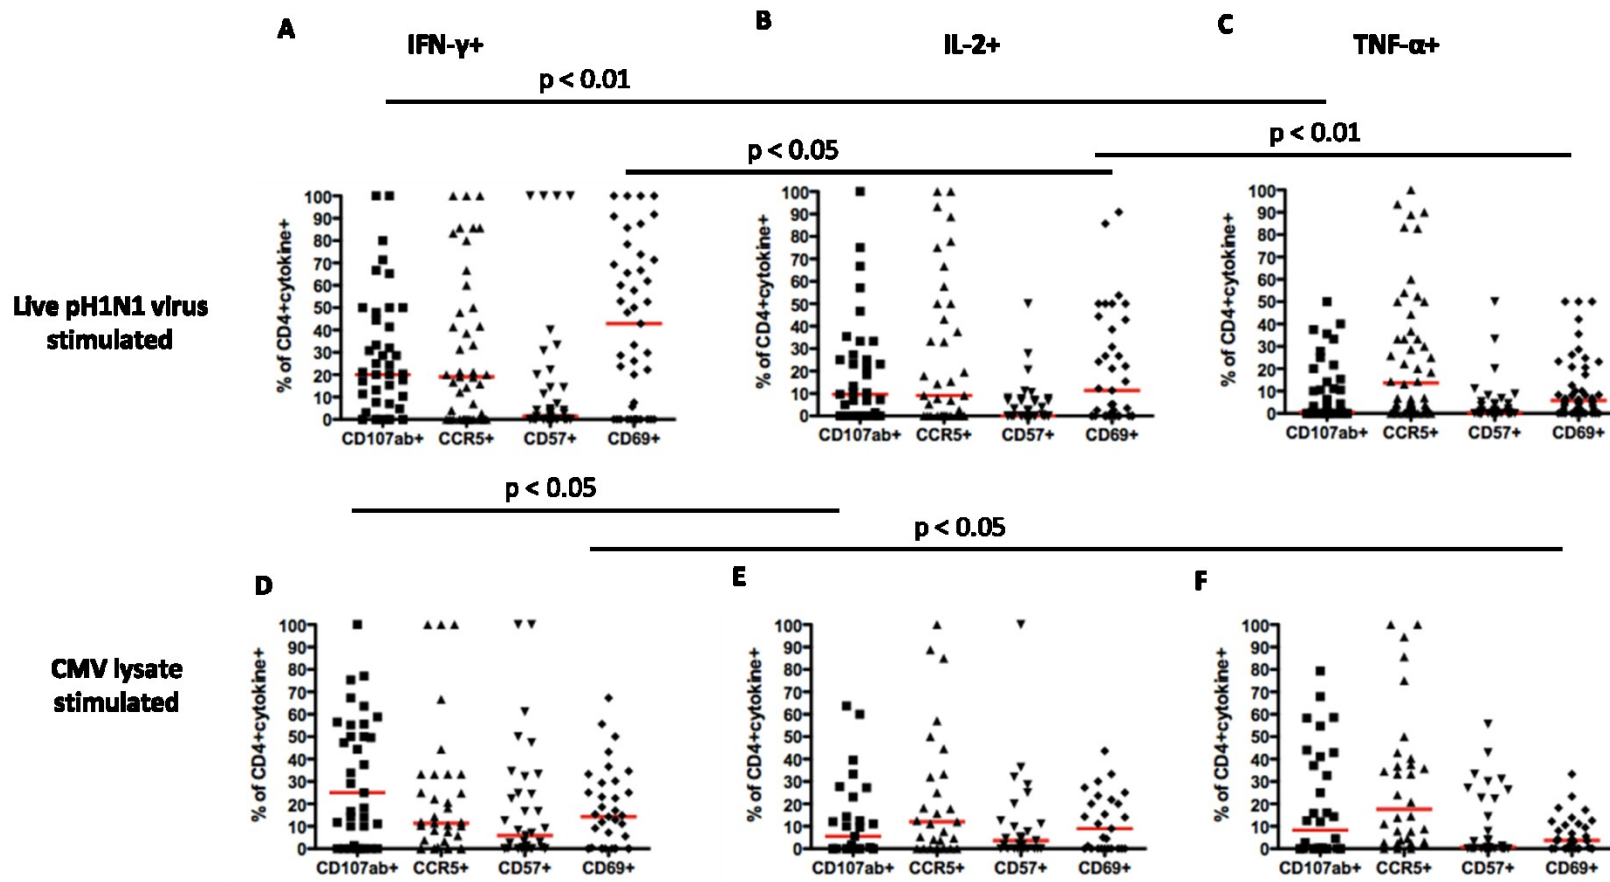 A
B
C
IFN-γ+
IL-2+
TNF-α+
p < 0.01
p < 0.05
p < 0.01
Live pH1N1 virus
stimulated
% of CD4+cytokine+
100
90
80
70
60
50
40
30
20
10
0
CD107ab+ CCR5+ CD57+ CD69+
% of CD4+cytokine+
100
90
80
70
60
50
40
30
20
10
0
CD107ab+ CCR5+ CD57+ CD69+
% of CD4+cytokine+
100
90
80
70
60
50
40
30
20
10
0
CD107ab+ CCR5+ CD57+ CD69+
p < 0.05
p < 0.05
D
E
F
CMV lysate
stimulated
% of CD4+cytokine+
100
90
80
70
60
50
40
30
20
10
0
CD107ab+ CCR5+ CD57+ CD69+
% of CD4+cytokine+
100
90
80
70
60
50
40
30
20
10
0
CD107ab+ CCR5+ CD57+ CD69+
% of CD4+cytokine+
100
90
80
70
60
50
40
30
20
10
0
CD107ab+ CCR5+ CD57+ CD69+